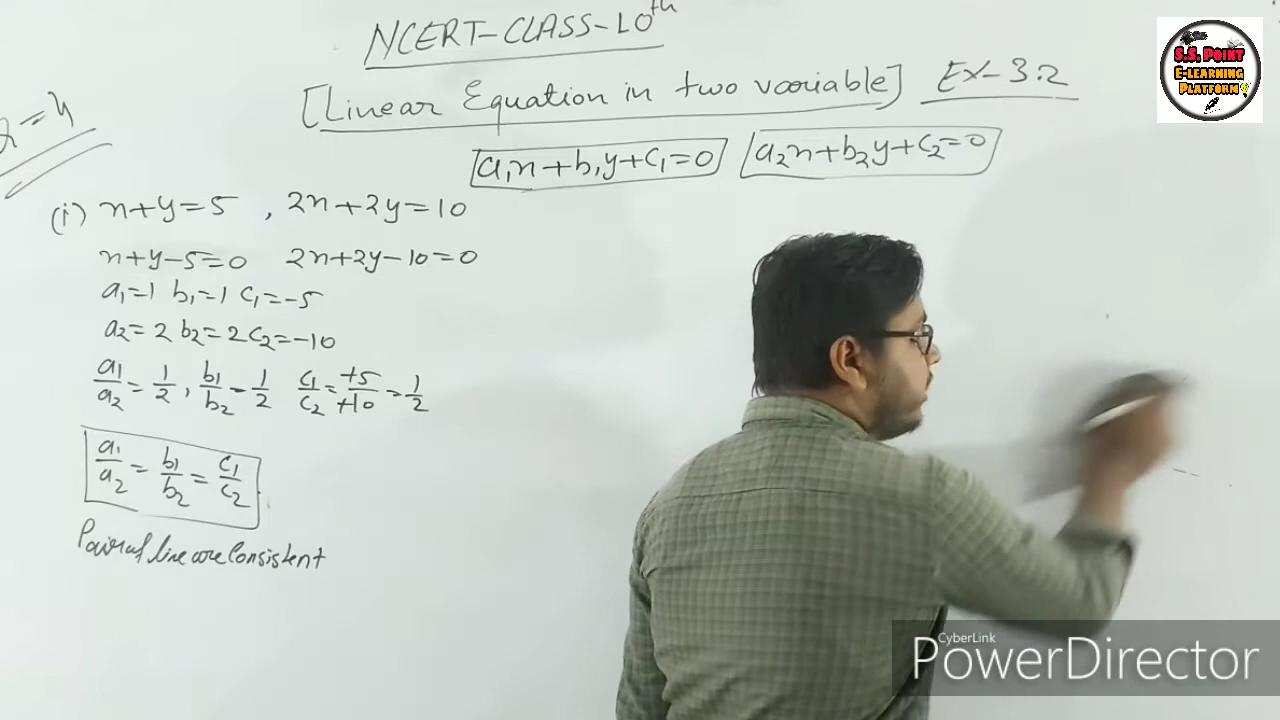 NCERT-CLASS-10th
[Linear Equation in two variable] Ex-3.2
a₁x+b₁y+c₁=0 a₂x+b₂y+c₂=0
=4
(i) x+y=5 , 2x+2y=10
x+y-5=0 2x+2y-10=0
a₁=1 b₁=1 c₁=-5
a₂=2 b₂=2 c₂=-10
a₁/a₂=1/2, b₁/b₂=1/2 c₁/c₂=+5/+10=1/2
a₁/a₂=b₁/b₂=c₁/c₂
Pair of line are Consistent
S.S. POINT
E-LEARNING
PLATFORM
CyberLink
PowerDirector